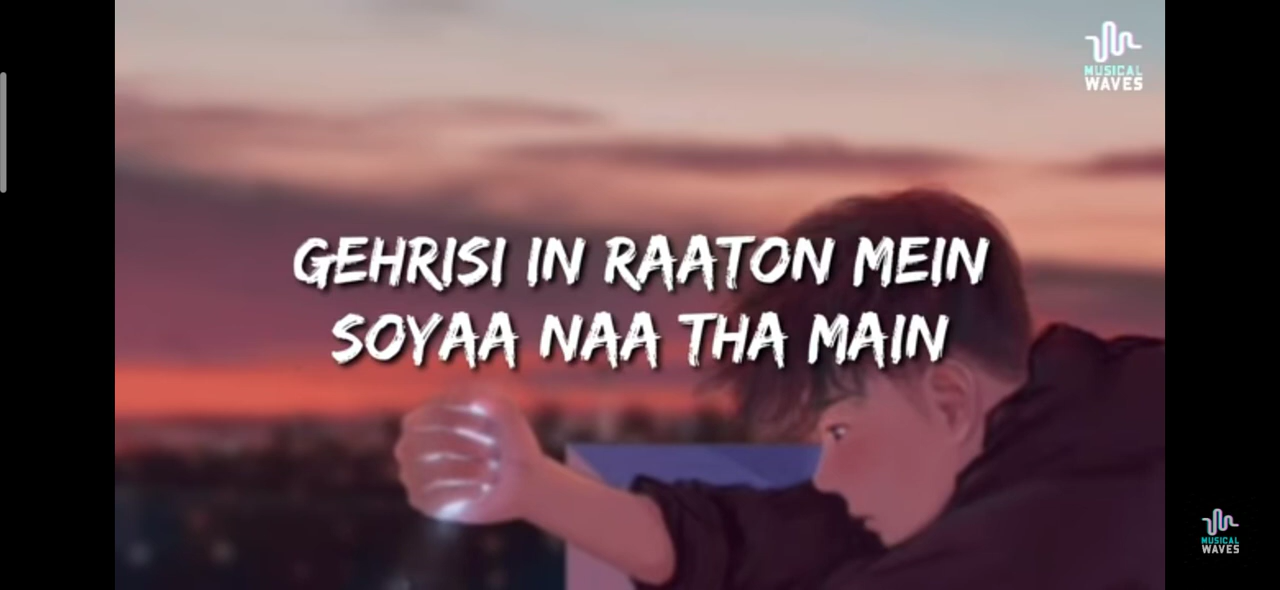 MUSICAL
WAVES
GEHRISI IN RAATON MEIN
SOYAA NAA THA MAIN
MUSICAL
WAVES